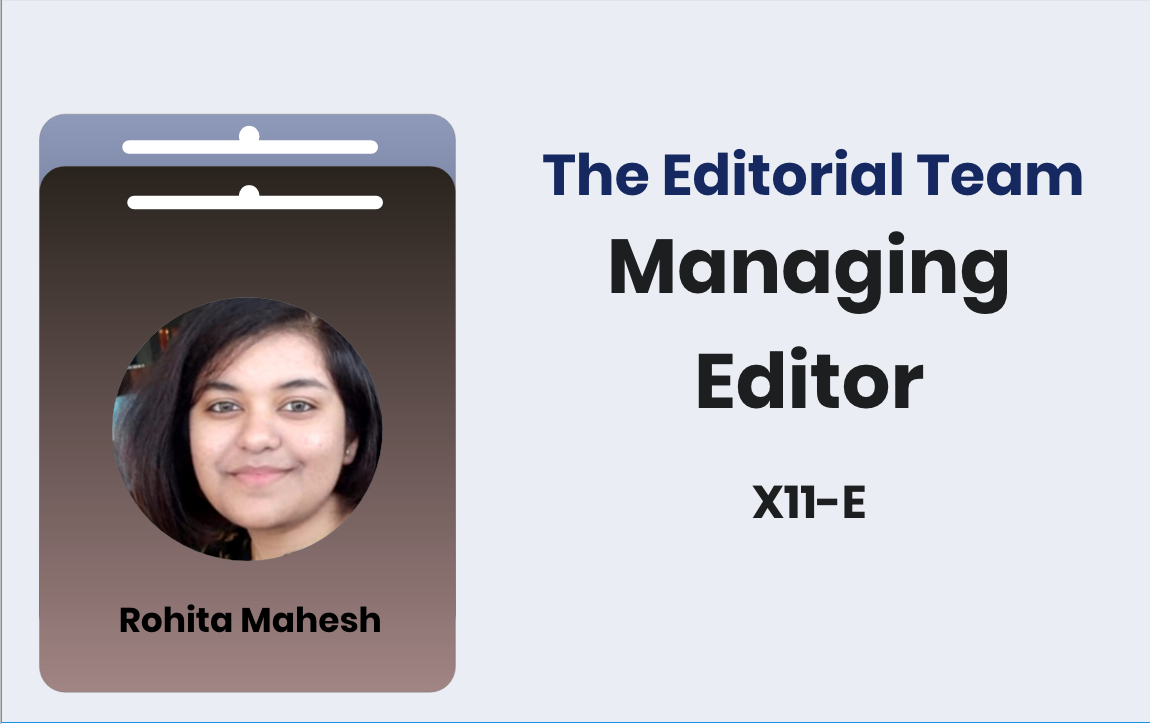 The Editorial Team
Managing
Editor
X11-E
Rohita Mahesh